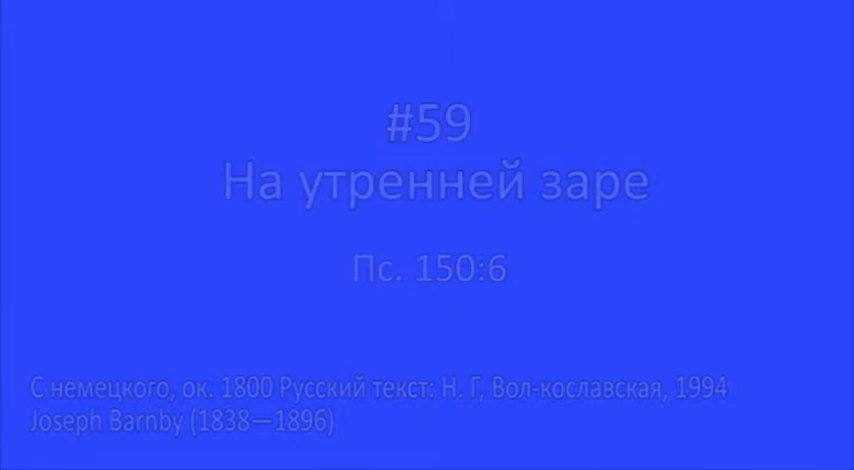 #59
На утренней заре
Пс. 150:6
С немецкого, ок. 1800 Русский текст: Н. Г, Вол-кославская, 1994
Joseph Barnby (1838—1896)